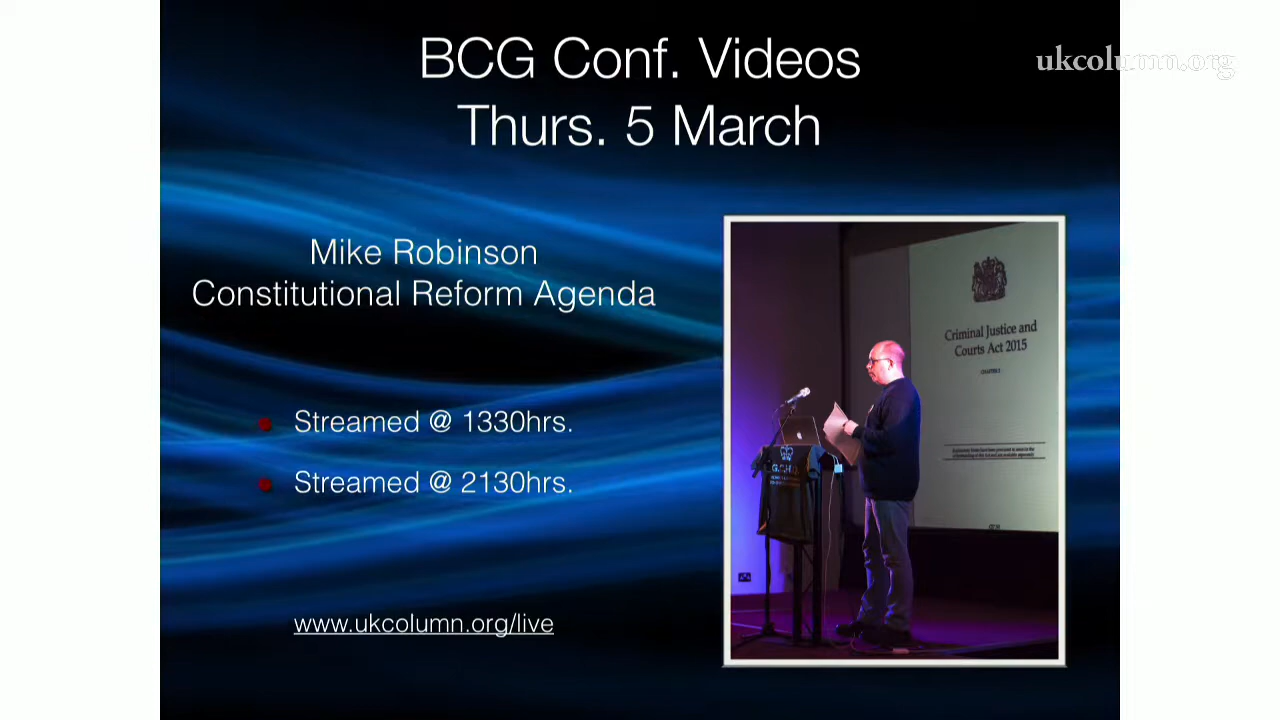 BCG Conf. Videos
Thurs. 5 March
ukcolumn.org
Mike Robinson
Constitutional Reform Agenda
Streamed @ 1330hrs.
Streamed @ 2130hrs.
www.ukcolumn.org/live
Criminal Justice and
Courts Act 2015